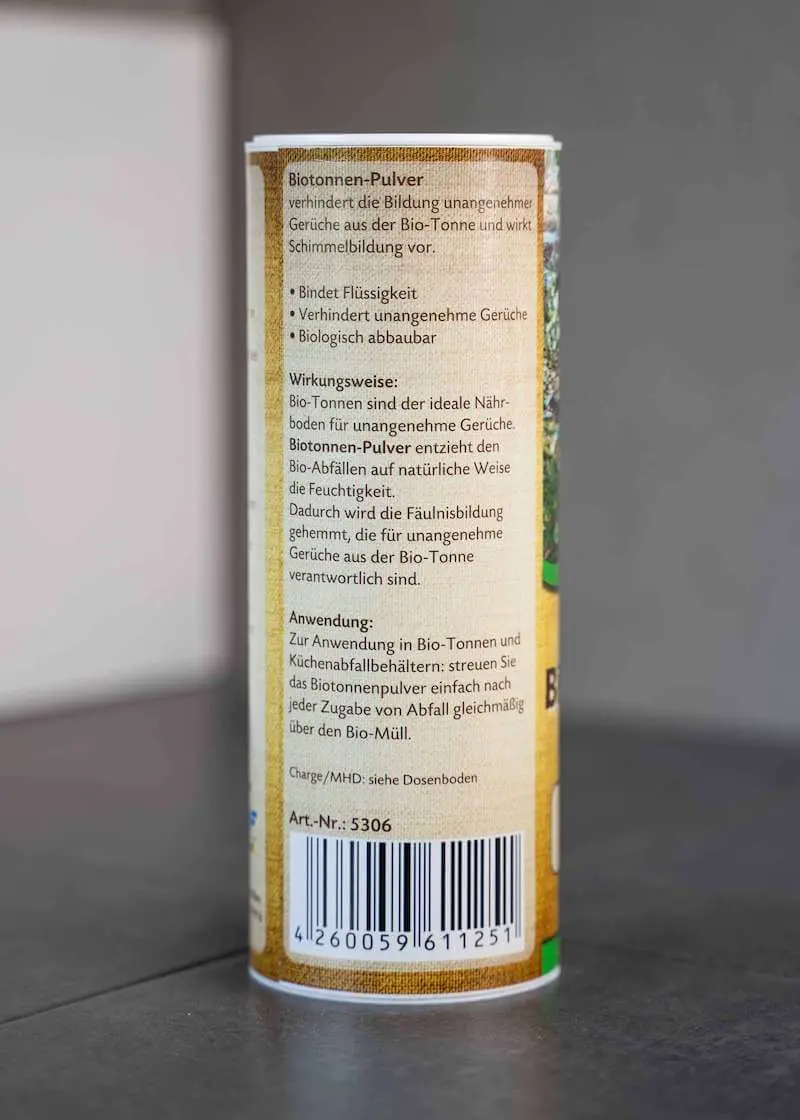 Biotonnen-Pulver
verhindert die Bildung unangenehmer
Gerüche aus der Bio-Tonne und wirkt
Schimmelbildung vor.
• Bindet Flüssigkeit
• Verhindert unangenehme Gerüche
• Biologisch abbaubar
Wirkungsweise:
Bio-Tonnen sind der ideale Nähr-
boden für unangenehme Gerüche.
Biotonnen-Pulver entzieht den
Bio-Abfällen auf natürliche Weise
die Feuchtigkeit.
Dadurch wird die Fäulnisbildung
gehemmt, die für unangenehme
Gerüche aus der Bio-Tonne
verantwortlich sind.
Anwendung:
Zur Anwendung in Bio-Tonnen und
Küchenabfallbehältern: streuen Sie
das Biotonnenpulver einfach nach
jeder Zugabe von Abfall gleichmäßig
über den Bio-Müll.
Charge/MHD: siehe Dosenboden
Art.-Nr.: 5306
4 260059 611251